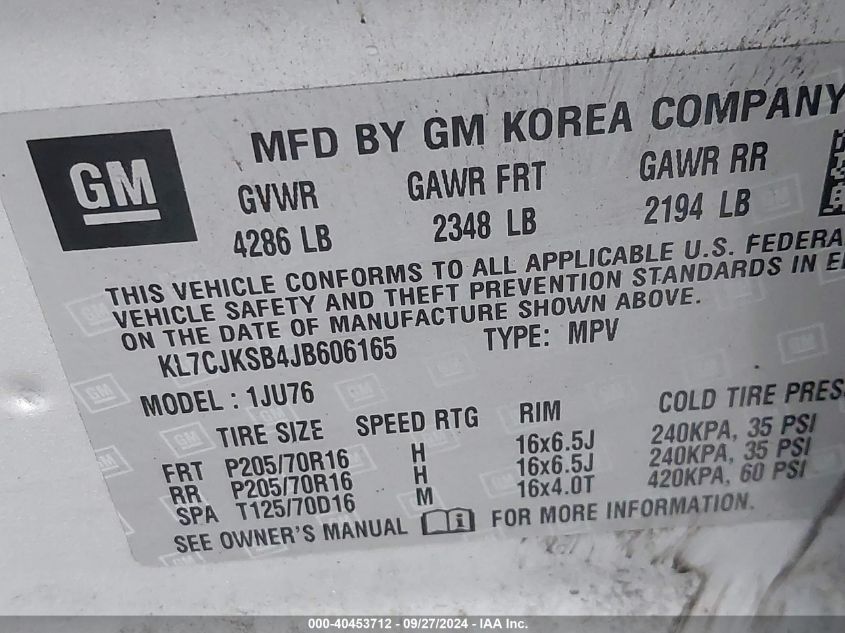 GM
MFD BY GM KOREA COMPANY
GVWR GAWR FRT GAWR RR
4286 LB 2348 LB 2194 LB
THIS VEHICLE CONFORMS TO ALL APPLICABLE U.S. FEDERA
VEHICLE SAFETY AND THEFT PREVENTION STANDARDS IN E
ON THE DATE OF MANUFACTURE SHOWN ABOVE.
KL7CJKSB4JB606165 TYPE: MPV
MODEL: 1JU76
TIRE SIZE SPEED RTG RIM COLD TIRE PRES
FRT P205/70R16 H 16x6.5J 240KPA, 35 PSI
RR P205/70R16 H 16x6.5J 240KPA, 35 PSI
SPA T125/70D16 M 16x4.0T 420KPA, 60 PSI
SEE OWNER'S MANUAL FOR MORE INFORMATION.
000-40453712 - 09/27/2024 - IAA Inc.